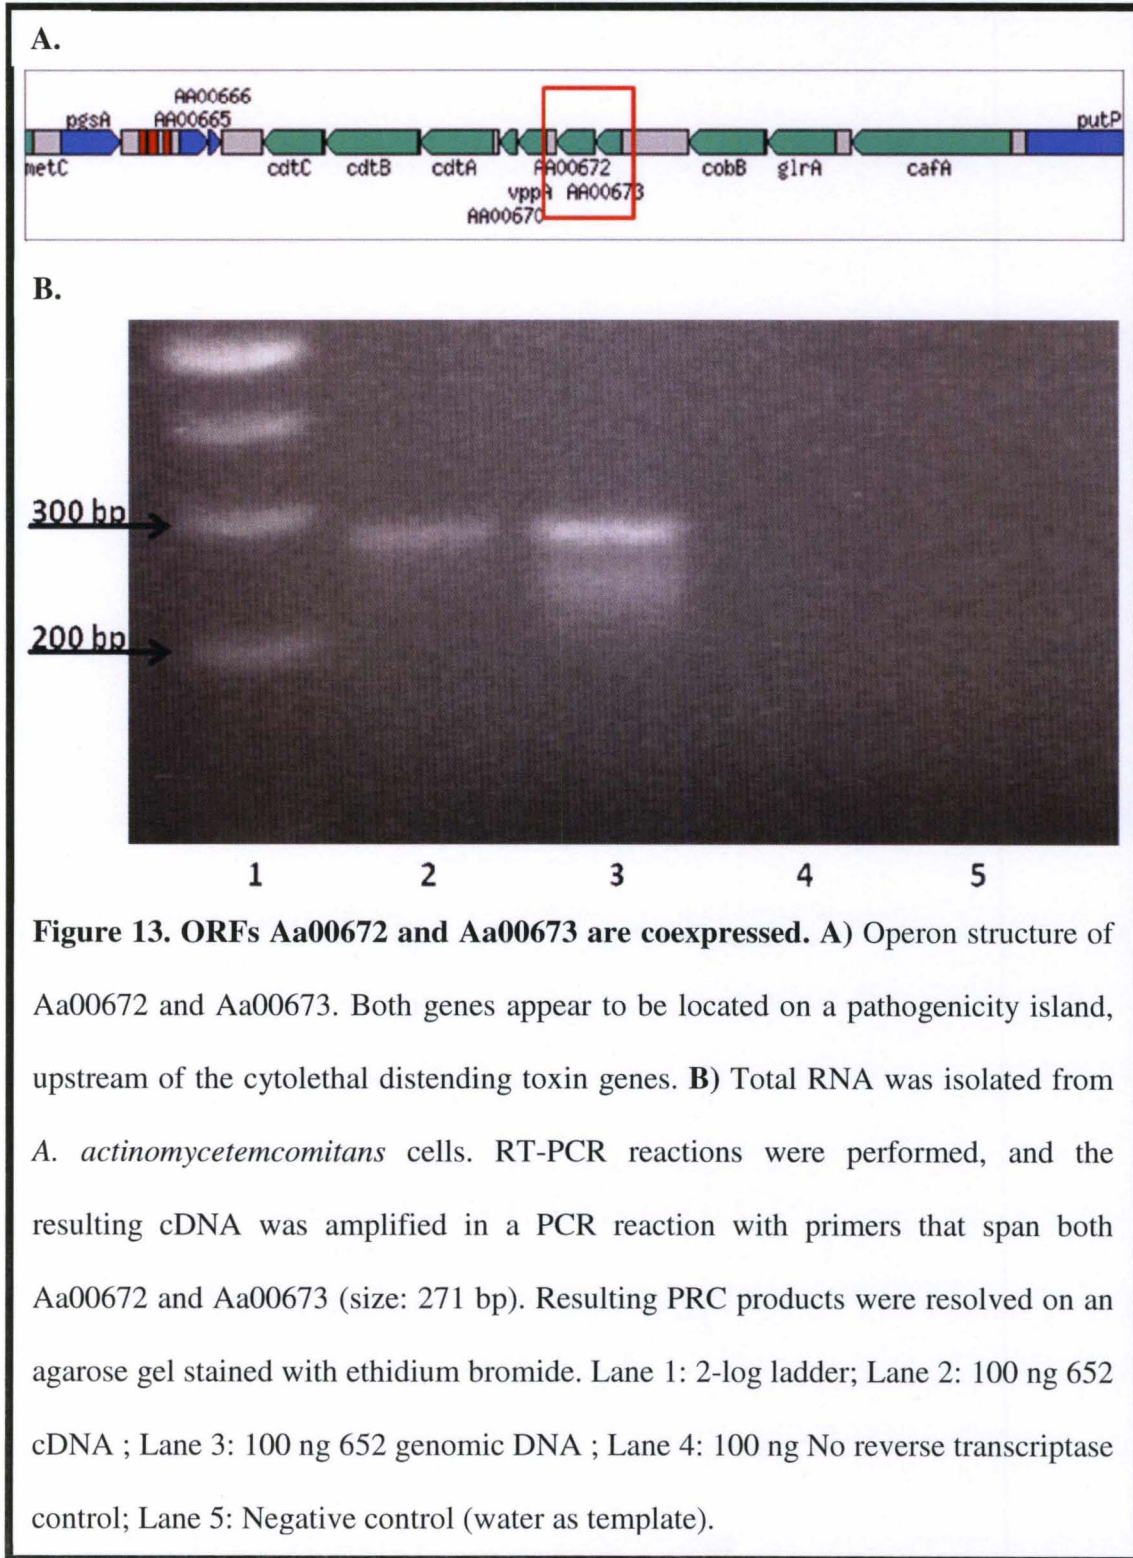 A.
AA00666
pgsA AA00665 putP
metC cdtC cdtB cdtA AA00672 cobB glrA cafA
vppA AA00673
AA00670
B.
300 bp
200 bp
1 2 3 4 5
Figure 13. ORFs Aa00672 and Aa00673 are coexpressed. A) Operon structure of
Aa00672 and Aa00673. Both genes appear to be located on a pathogenicity island,
upstream of the cytolethal distending toxin genes. B) Total RNA was isolated from
A. actinomycetemcomitans cells. RT-PCR reactions were performed, and the
resulting cDNA was amplified in a PCR reaction with primers that span both
Aa00672 and Aa00673 (size: 271 bp). Resulting PRC products were resolved on an
agarose gel stained with ethidium bromide. Lane 1: 2-log ladder; Lane 2: 100 ng 652
cDNA ; Lane 3: 100 ng 652 genomic DNA ; Lane 4: 100 ng No reverse transcriptase
control; Lane 5: Negative control (water as template).